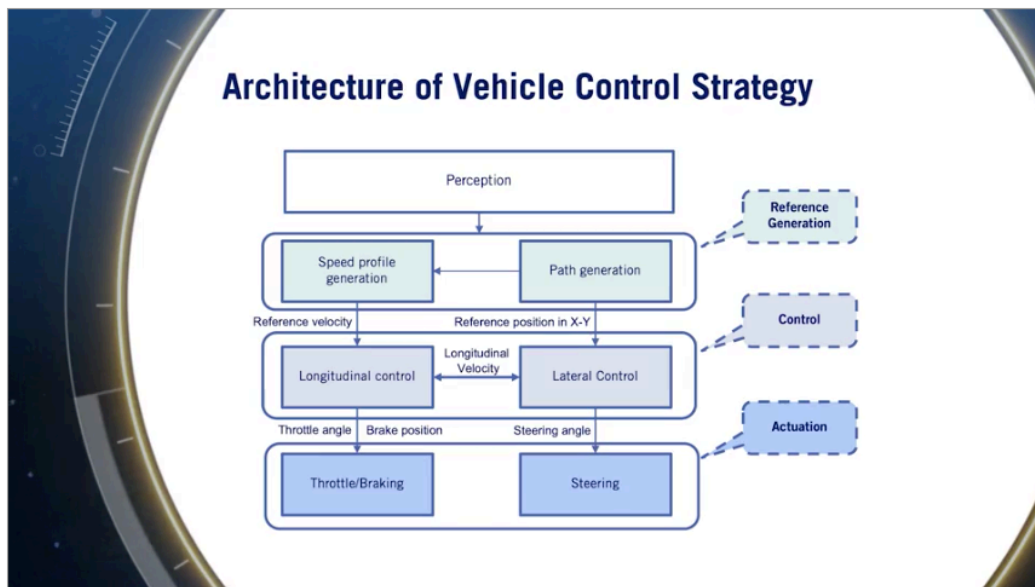 Architecture of Vehicle Control Strategy
Perception
Reference
Generation
Speed profile
generation
Path generation
Reference velocity
Reference position in X-Y
Control
Longitudinal
Velocity
Longitudinal control
Lateral Control
Throttle angle
Brake position
Steering angle
Actuation
Throttle/Braking
Steering